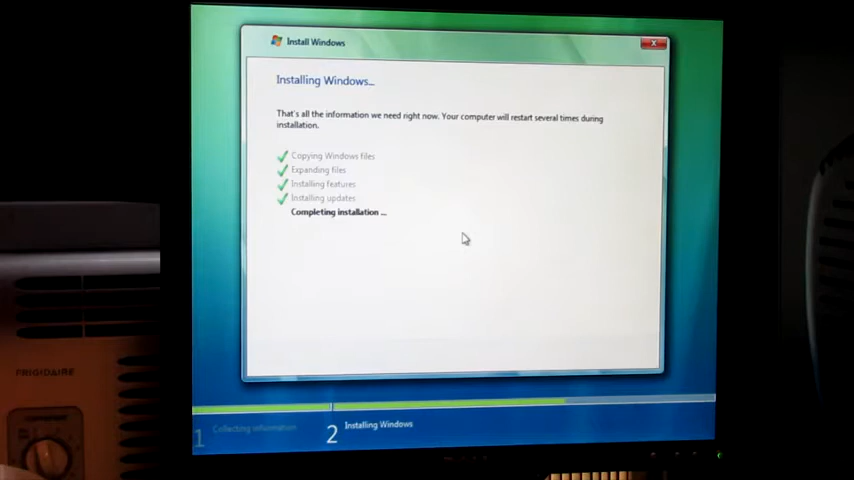 Install Windows
Installing Windows...
That's all the information we need right now. Your computer will restart several times during
installation.
Copying Windows files
Expanding files
Installing features
Installing updates
Completing installation ...
FRIGIDAIRE
1 Collecting information
2 Installing Windows